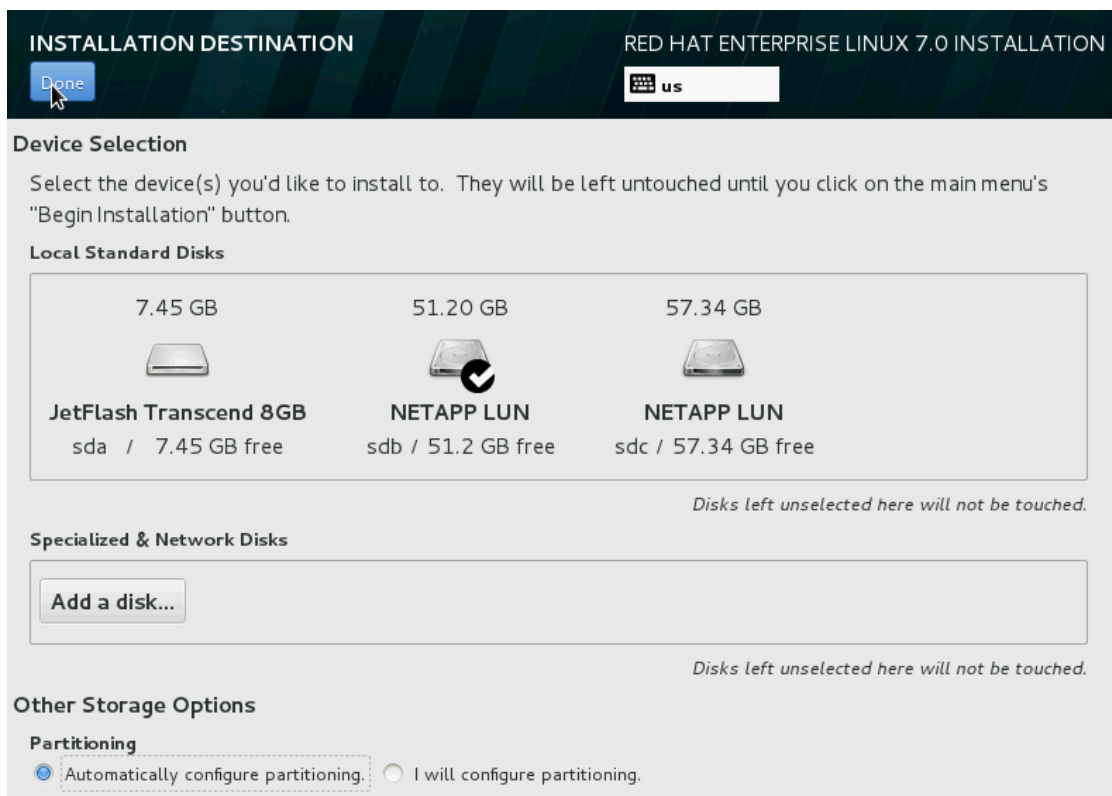 INSTALLATION DESTINATION
RED HAT ENTERPRISE LINUX 7.0 INSTALLATION
Done
us
Device Selection
Select the device(s) you'd like to install to. They will be left untouched until you click on the main menu's
"Begin Installation" button.
Local Standard Disks
7.45 GB
51.20 GB
57.34 GB
JetFlash Transcend 8GB
NETAPP LUN
NETAPP LUN
sda / 7.45 GB free
sdb / 51.2 GB free
sdc / 57.34 GB free
Disks left unselected here will not be touched.
Specialized & Network Disks
Add a disk...
Disks left unselected here will not be touched.
Other Storage Options
Partitioning
Automatically configure partitioning.
I will configure partitioning.